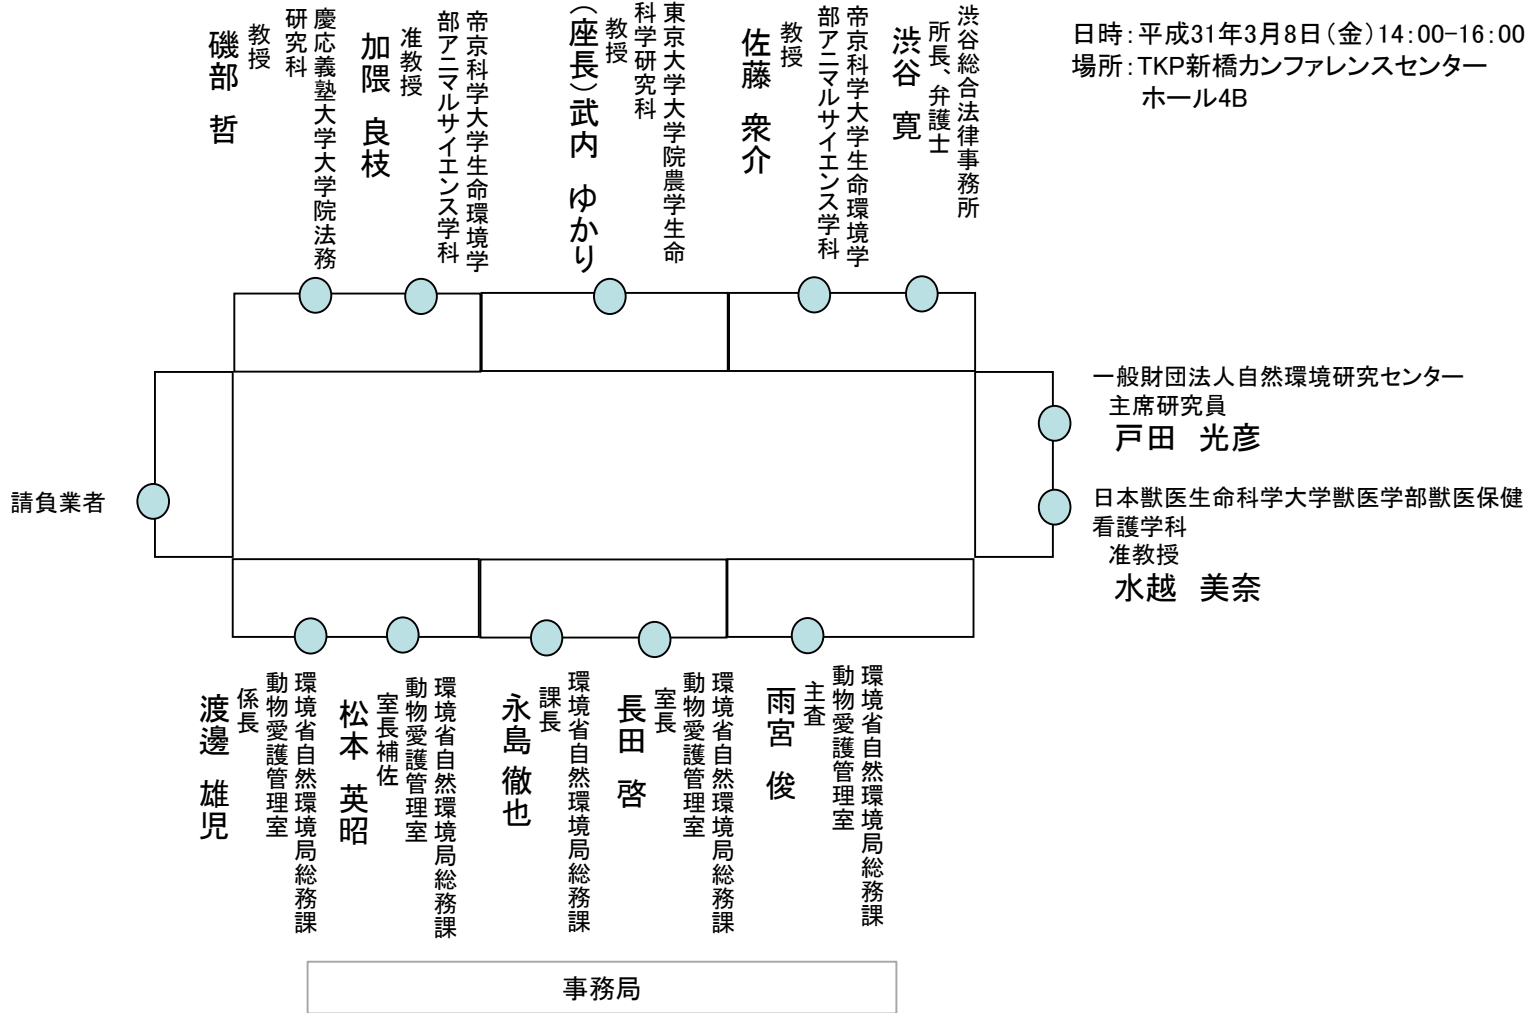 日時：平成31年3月8日（金）14：00-16：00
場所：TKP新橋カンファレンスセンター
ホール4B
渋谷総合法律事務所
所長、弁護士
渋谷　寛
帝京科学大学生命環境学
部アニマルサイエンス学科
教授
佐藤　衆介
東京大学大学院農学生命
科学研究科
教授
（座長）武内　ゆかり
帝京科学大学生命環境学
部アニマルサイエンス学科
准教授
加隈　良枝
慶応義塾大学大学院法務
研究科
教授
磯部　哲
一般財団法人自然環境研究センター
主席研究員
戸田　光彦
日本獣医生命科学大学獣医学部獣医保健
看護学科
准教授
水越　美奈
請負業者
環境省自然環境局総務課
動物愛護管理室
主査
雨宮　俊
環境省自然環境局総務課
動物愛護管理室
室長
長田　啓
環境省自然環境局総務課
課長
永島　徹也
環境省自然環境局総務課
動物愛護管理室
室長補佐
松本　英昭
環境省自然環境局総務課
動物愛護管理室
係長
渡邊　雄児
事務局